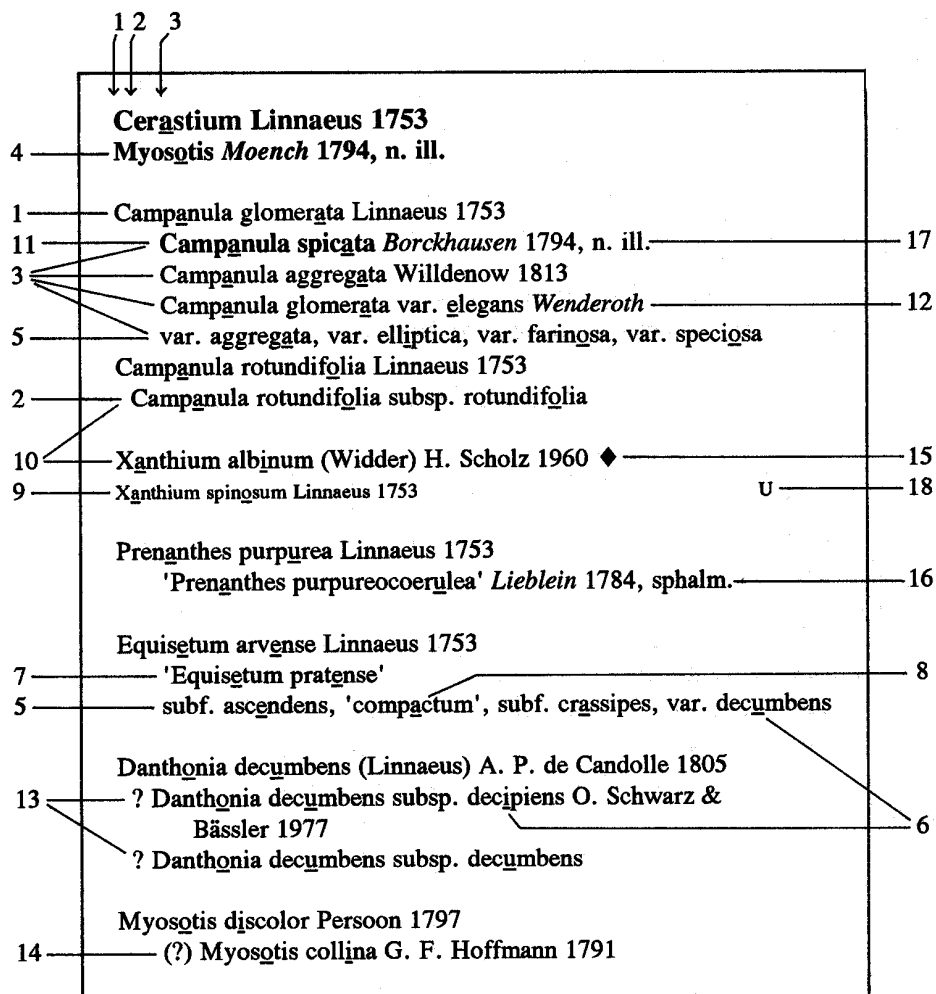 1 2 3
Cerastium Linnaeus 1753
4 Myosotis Moench 1794, n. ill.
1 Campanula glomerata Linnaeus 1753
11 Campanula spicata Borckhausen 1794, n. ill. 17
3 Campanula aggregata Willdenow 1813
Campanula glomerata var. elegans Wenderoth 12
5 var. aggregata, var. elliptica, var. farinosa, var. speciosa
Campanula rotundifolia Linnaeus 1753
2 Campanula rotundifolia subsp. rotundifolia
10 Xanthium albinum (Widder) H. Scholz 1960 ♦ 15
9 Xanthium spinosum Linnaeus 1753 U 18
Prenanthes purpurea Linnaeus 1753
'Prenanthes purpureocoerulea' Lieblein 1784, sphalm. 16
Equisetum arvense Linnaeus 1753
7 'Equisetum pratense' 8
5 subf. ascendens, 'compactum', subf. crassipes, var. decumbens
Danthonia decumbens (Linnaeus) A. P. de Candolle 1805
13 ? Danthonia decumbens subsp. decipiens O. Schwarz &
Bässler 1977 6
? Danthonia decumbens subsp. decumbens
Myosotis discolor Persoon 1797
14 (?) Myosotis collina G. F. Hoffmann 1791